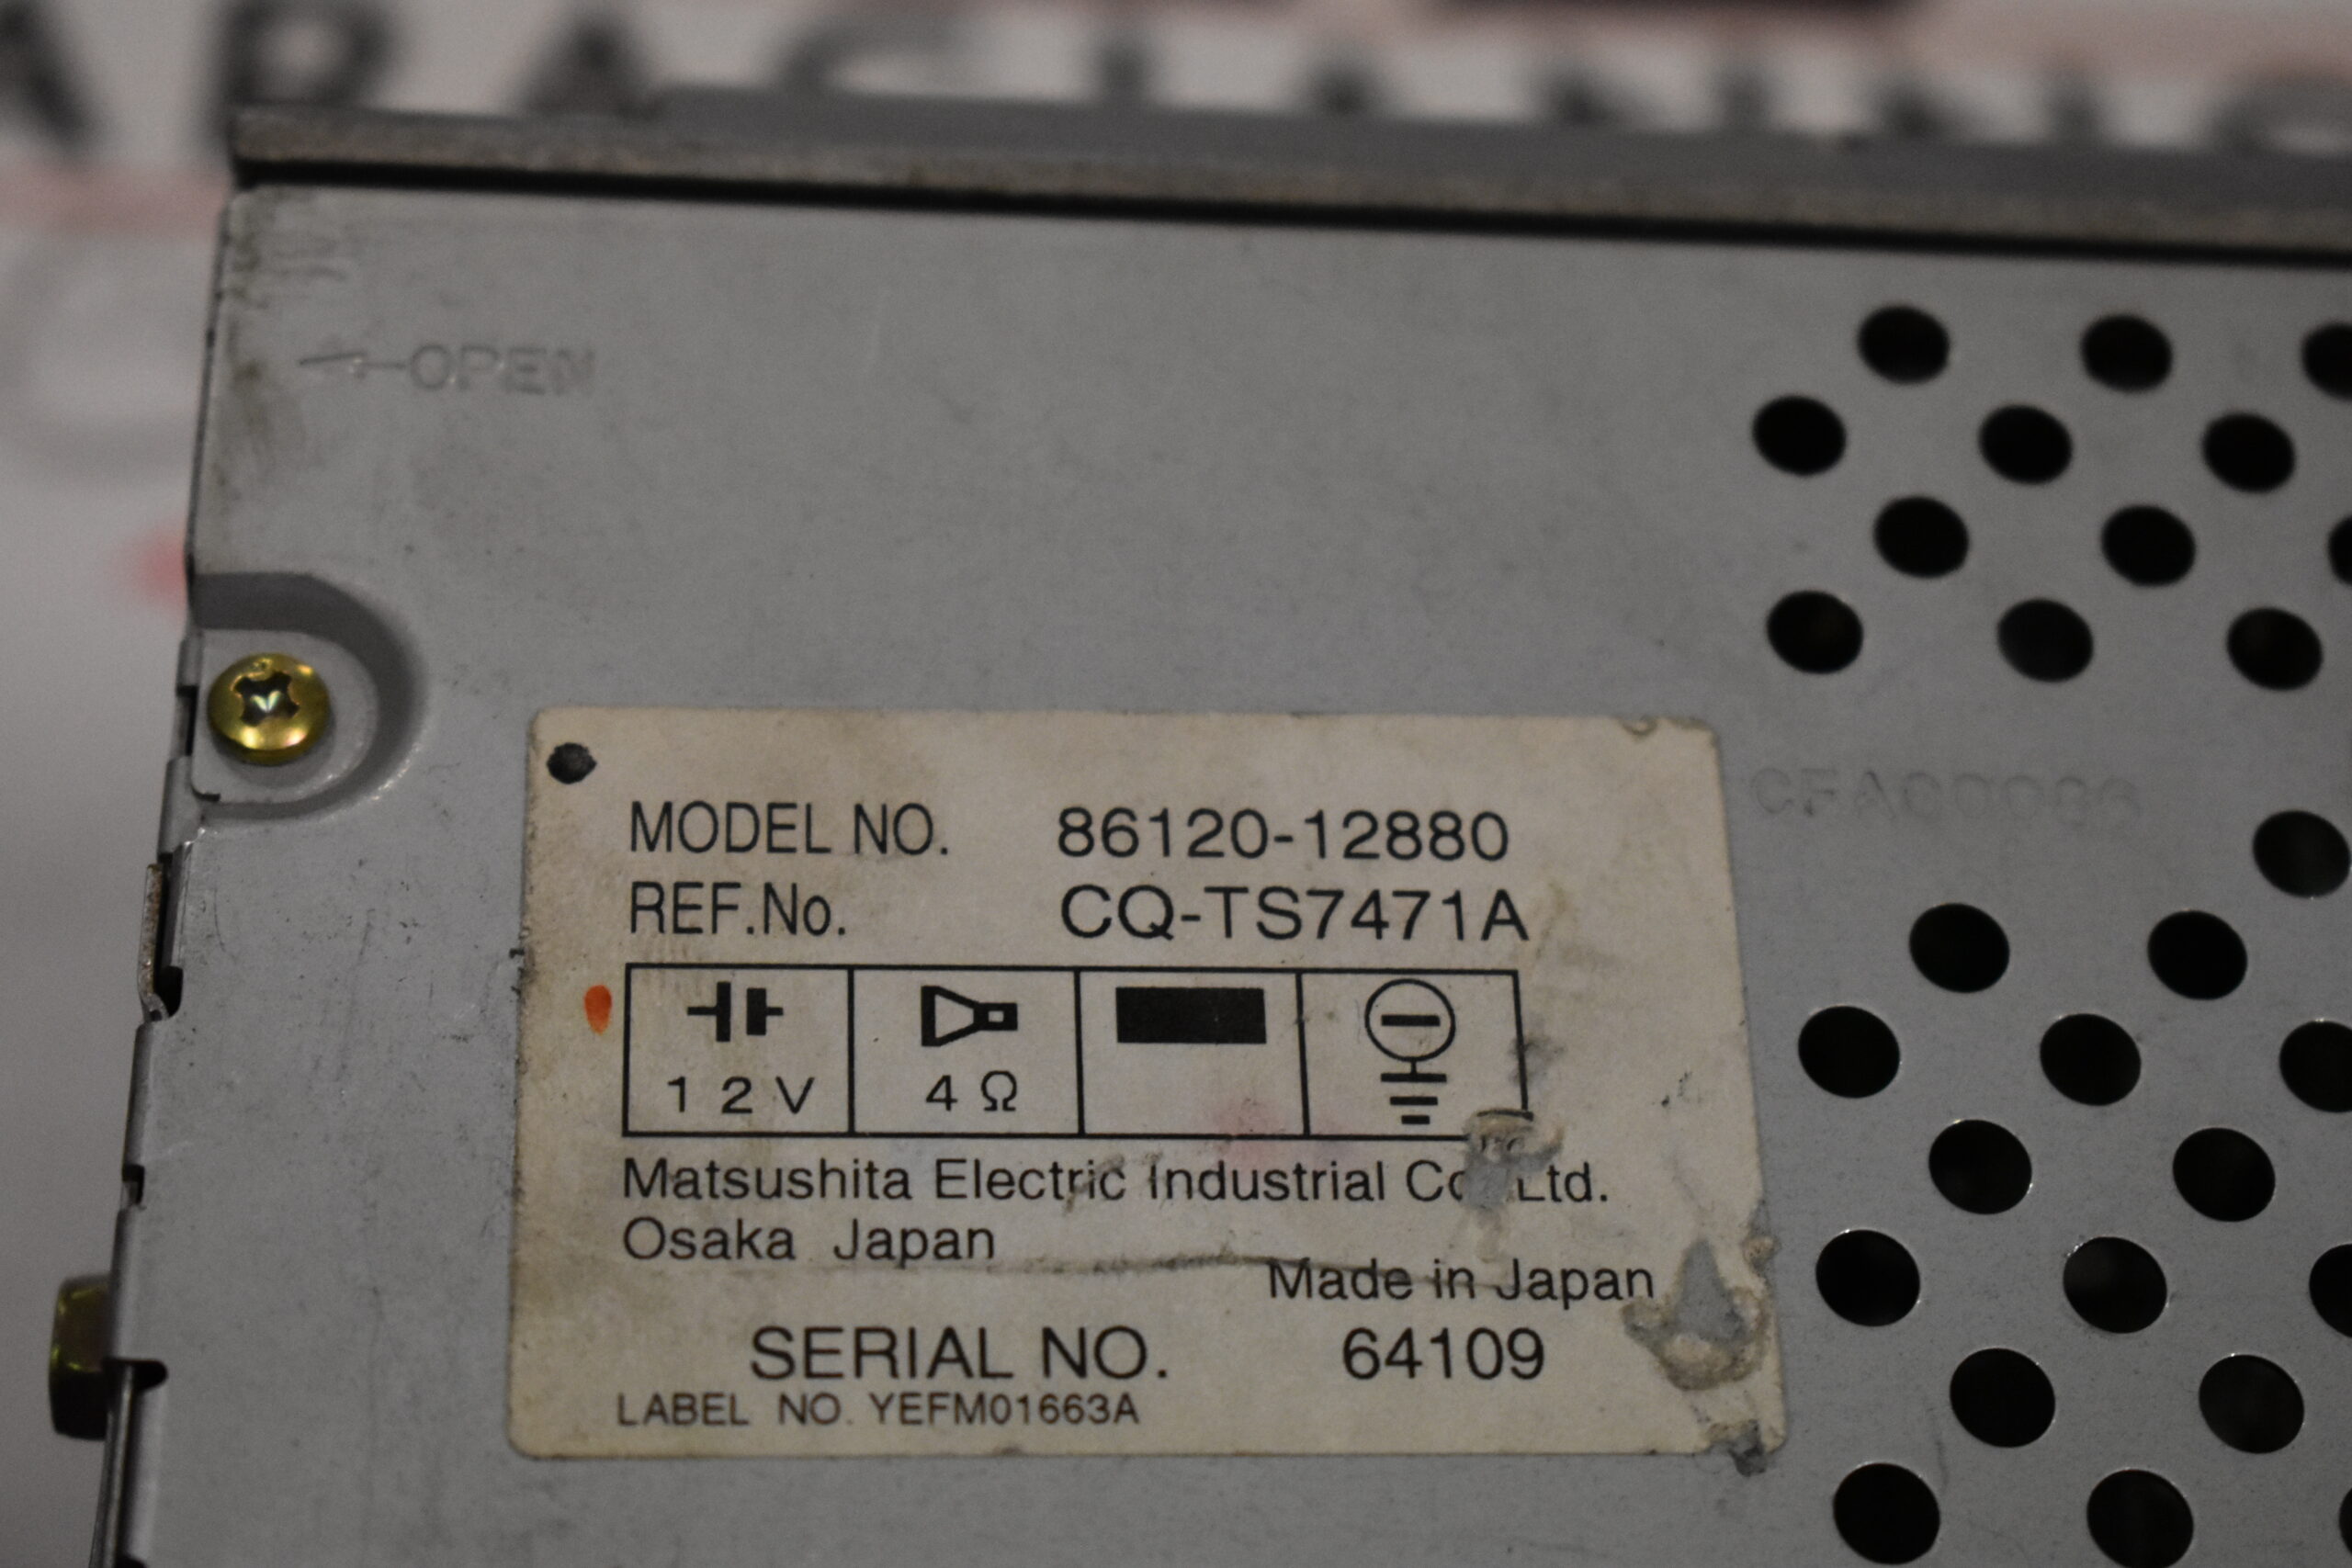 ←OPEN
MODEL NO. 86120-12880
REF.No. CQ-TS7471A
12V
4Ω
Matsushita Electric Industrial Co Ltd.
Osaka Japan
Made in Japan
SERIAL NO. 64109
LABEL NO. YEFM01663A